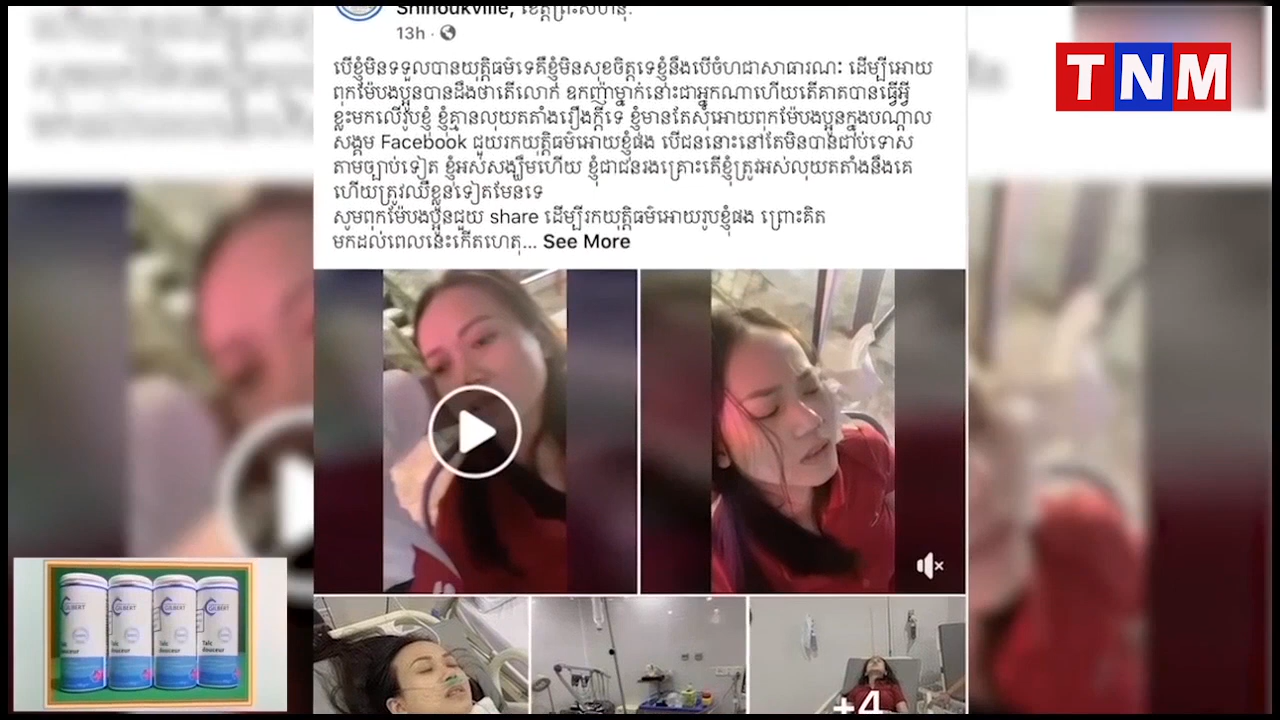 Sihnoukville, ខេត្តព្រះសីហនុ.
13h ·
TNM
បើខ្ញុំមិនទទួលបានយុត្តិធម៌ទេគឺខ្ញុំមិនសុខចិត្តទេខ្ញុំនឹងបើចំហជាសាធារណៈ ដើម្បីអោយ
ពុកម៉ែបងប្អូនបានដឹងថាតើលោក ឧកញ៉ាម្នាក់នោះជាអ្នកណាហើយតើគាត់បានធ្វើអ្វី
ខ្លះមកលើរូបខ្ញុំ ខ្ញុំគ្មានលុយតតាំងរឿងក្តីទេ ខ្ញុំមានតែសុំអោយពុកម៉ែបងប្អូនក្នុងបណ្តាល
សង្គម Facebook ជួយរកយុត្តិធម៌អោយខ្ញុំផង បើជននោះនៅតែមិនបានជាប់ទោស
តាមច្បាប់ទៀត ខ្ញុំអស់សង្ឃឹមហើយ ខ្ញុំជាជនរងគ្រោះតើខ្ញុំត្រូវអស់លុយតតាំងនឹងគេ
ហើយត្រូវឈឺខ្លួនទៀតមែនទេ
សូមពុកម៉ែបងប្អូនជួយ share ដើម្បីរកយុត្តិធម៌អោយរូបខ្ញុំផង ព្រោះគិត
មកដល់ពេលនេះកើតហេតុ... See More
GILBERT GILBERT GILBERT GILBERT
Talc Talc Talc Talc
douceur douceur douceur douceur
+4